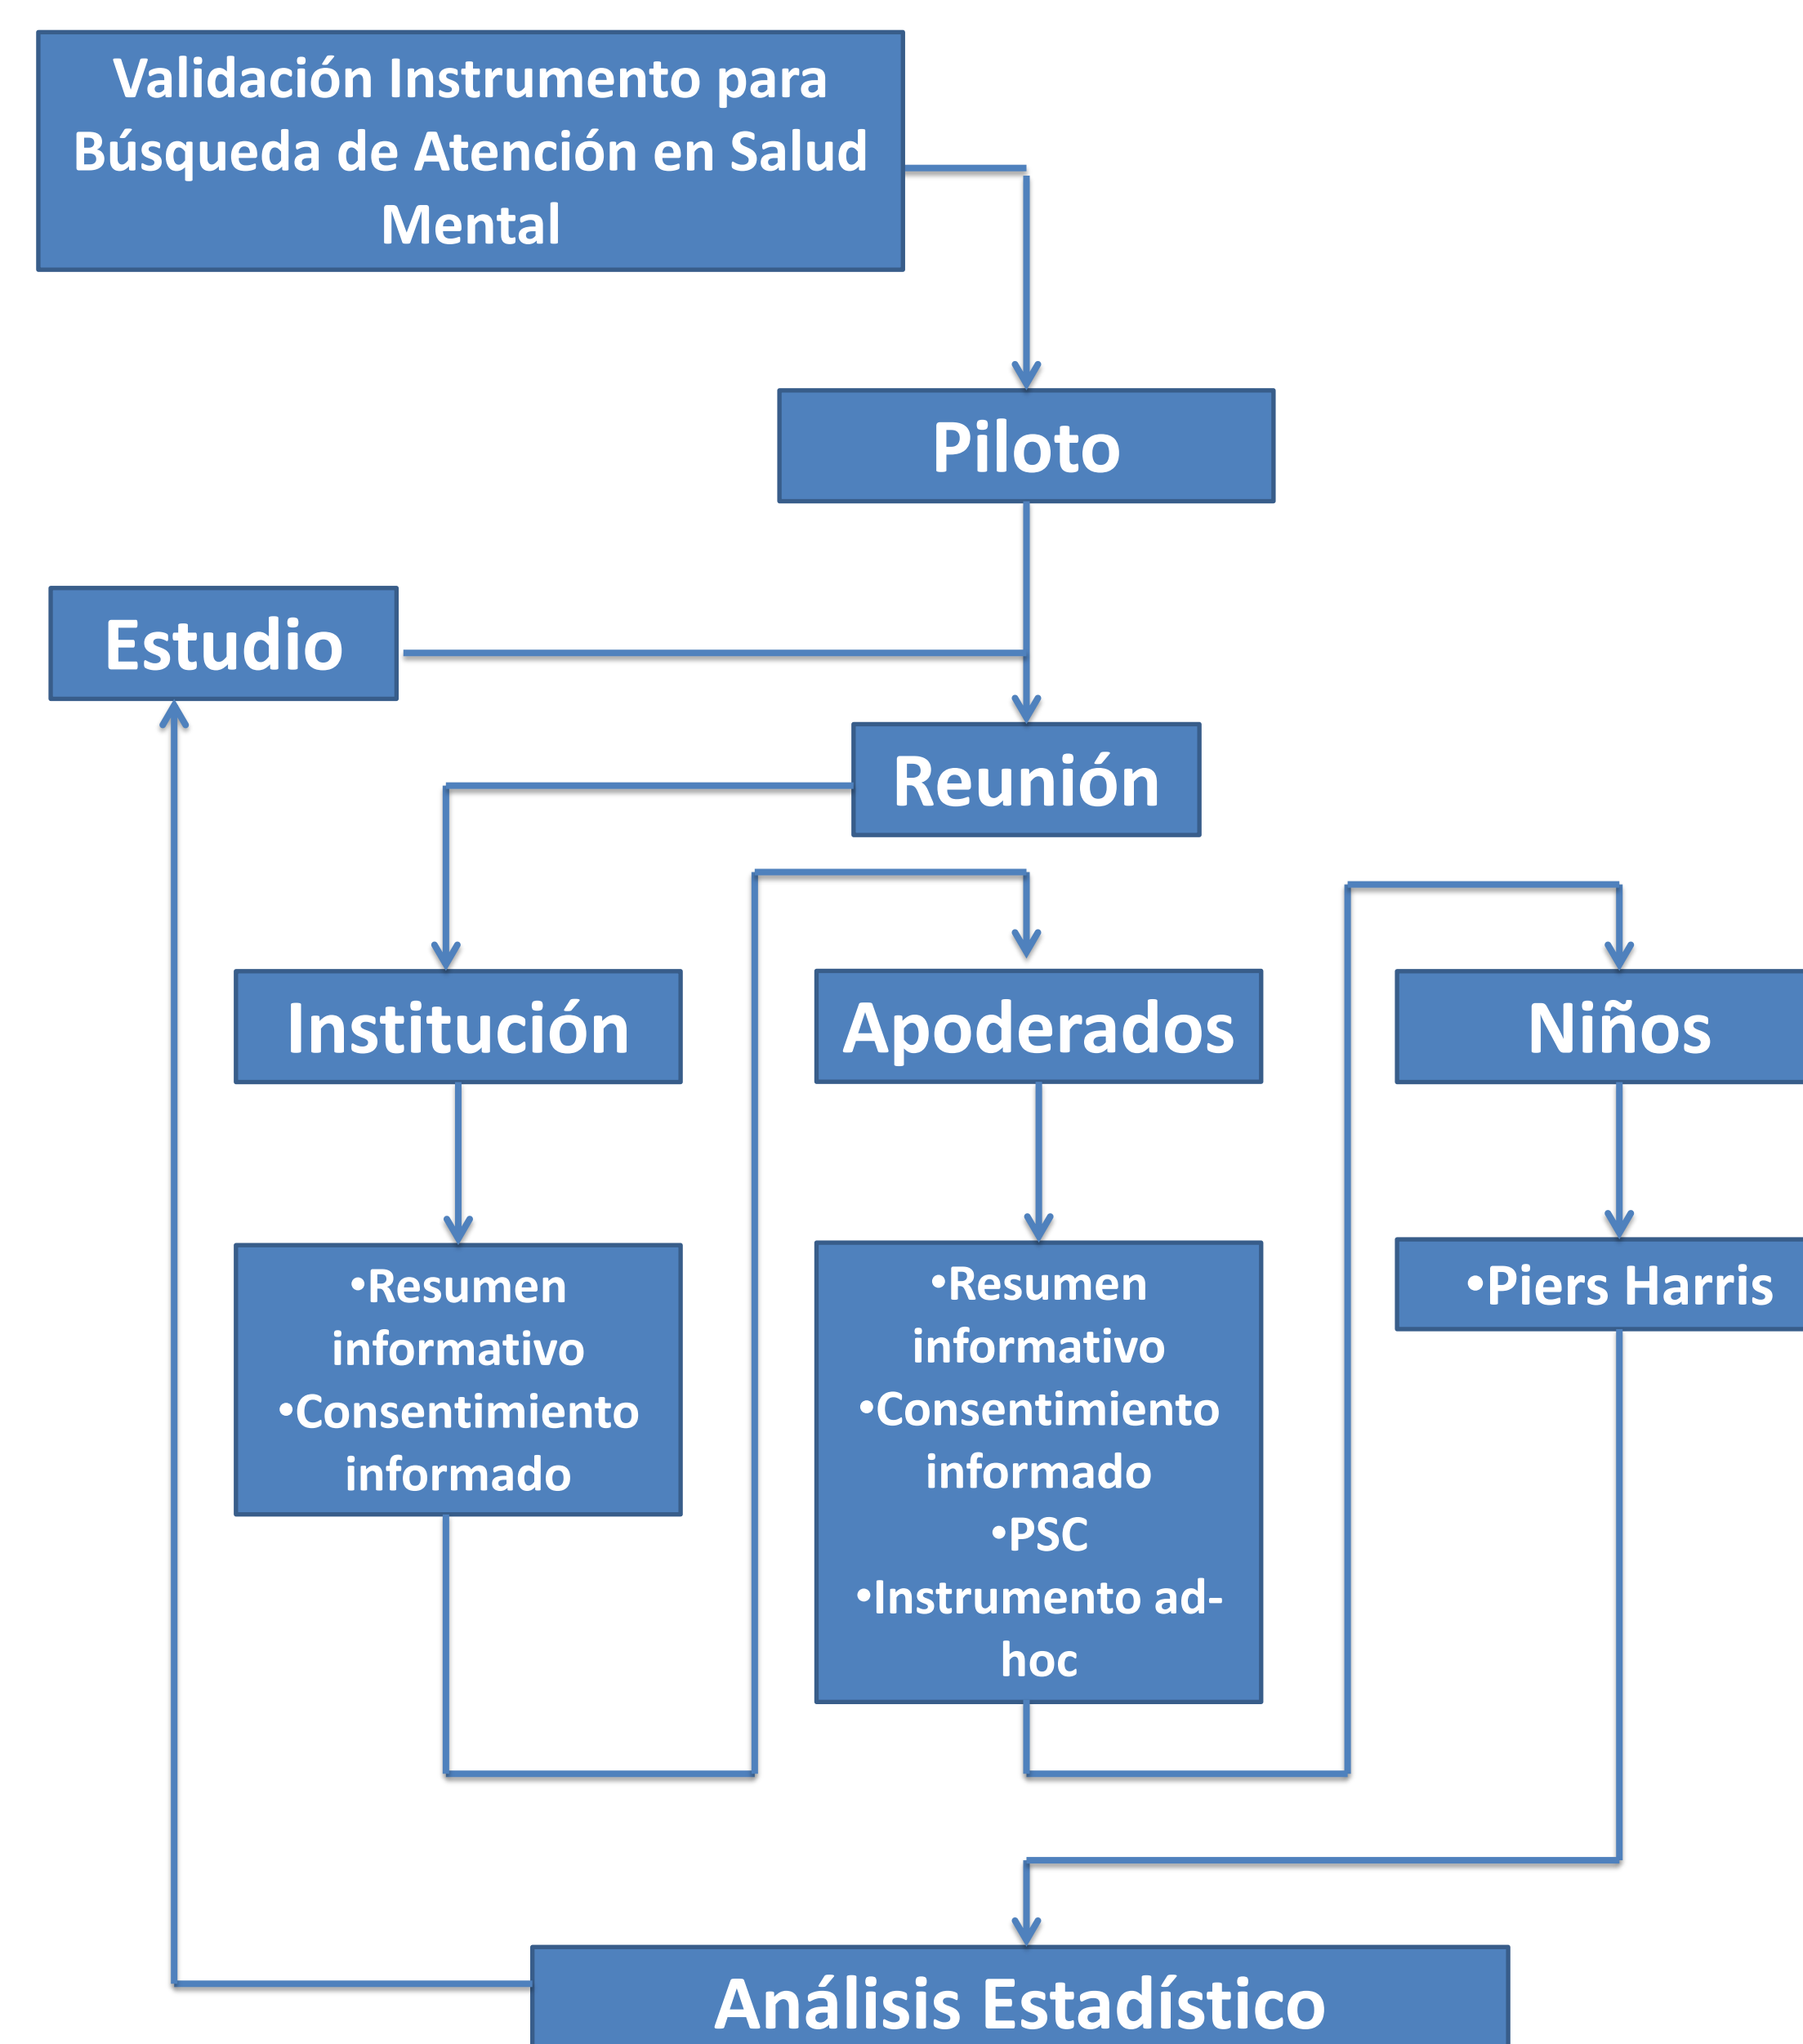 Validación Instrumento para
Búsqueda de Atención en Salud
Mental
Piloto
Estudio
Reunión
Institución
Apoderados
Niños
•Resumen
informativo
•Consentimiento
informado
•Resumen
informativo
•Consentimiento
informado
•PSC
•Instrumento ad-
hoc
•Piers Harris
Análisis Estadístico